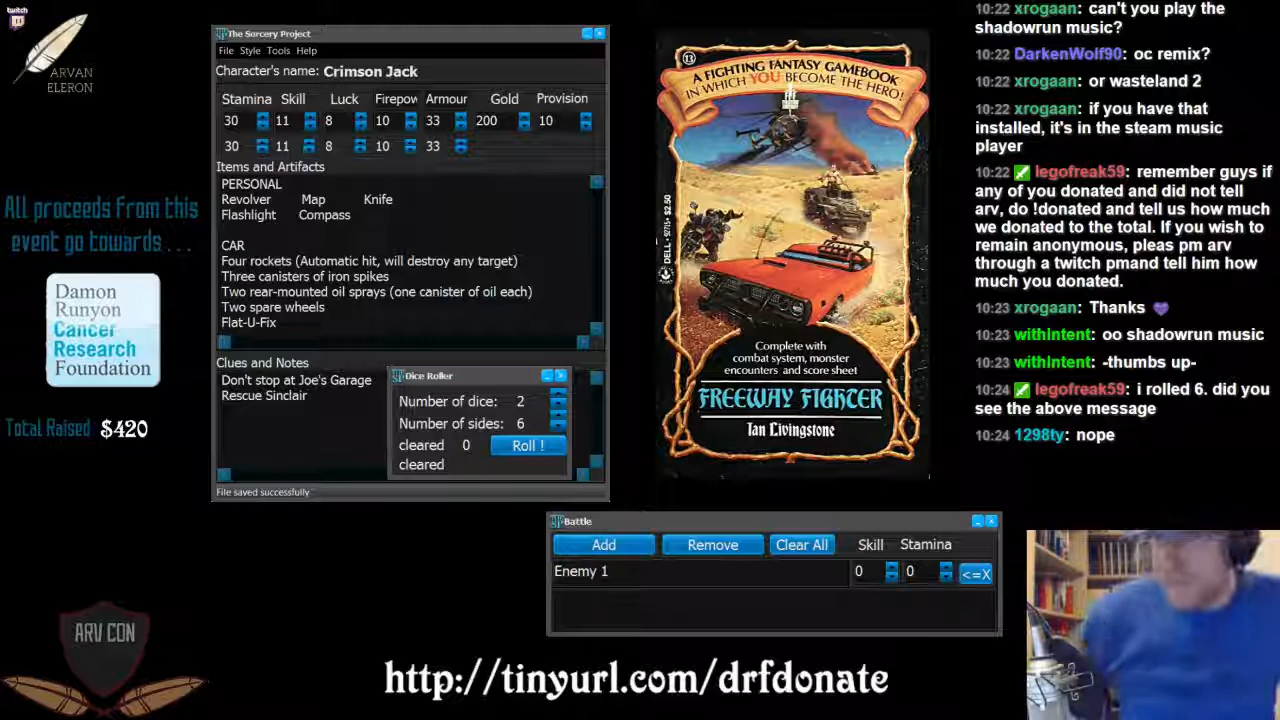 twitch
ARVAN
ELERON
All proceeds from this
event go towards . . .
Damon
Runyon
Cancer
Research
Foundation
Total Raised $420
ARV CON
The Sorcery Project
File Style Tools Help
Character's name: Crimson Jack
Stamina Skill Luck Firepow Armour Gold Provision
30 11 8 10 33 200 10
30 11 8 10 33
Items and Artifacts
PERSONAL
Revolver Map Knife
Flashlight Compass
CAR
Four rockets (Automatic hit, will destroy any target)
Three canisters of iron spikes
Two rear-mounted oil sprays (one canister of oil each)
Two spare wheels
Flat-U-Fix
Clues and Notes
Don't stop at Joe's Garage
Rescue Sinclair
File saved successfully
Dice Roller
Number of dice: 2
Number of sides: 6
cleared 0 Roll !
cleared
13
A FIGHTING FANTASY GAMEBOOK
IN WHICH YOU BECOME THE HERO!
DELL · 92715 · $2.50
Complete with
combat system, monster
encounters and score sheet
FREEWAY FIGHTER
Ian Livingstone
Battle
Add Remove Clear All Skill Stamina
Enemy 1 0 0 <=X
http://tinyurl.com/drfdonate
10:22 xrogaan: can't you play the
shadowrun music?
10:22 DarkenWolf90: oc remix?
10:22 xrogaan: or wasteland 2
10:22 xrogaan: if you have that
installed, it's in the steam music
player
10:22 legofreak59: remember guys if
any of you donated and did not tell
arv, do !donated and tell us how much
we donated to the total. If you wish to
remain anonymous, pleas pm arv
through a twitch pmand tell him how
much you donated.
10:23 xrogaan: Thanks
10:23 withIntent: oo shadowrun music
10:23 withIntent: -thumbs up-
10:24 legofreak59: i rolled 6. did you
see the above message
10:24 1298ty: nope